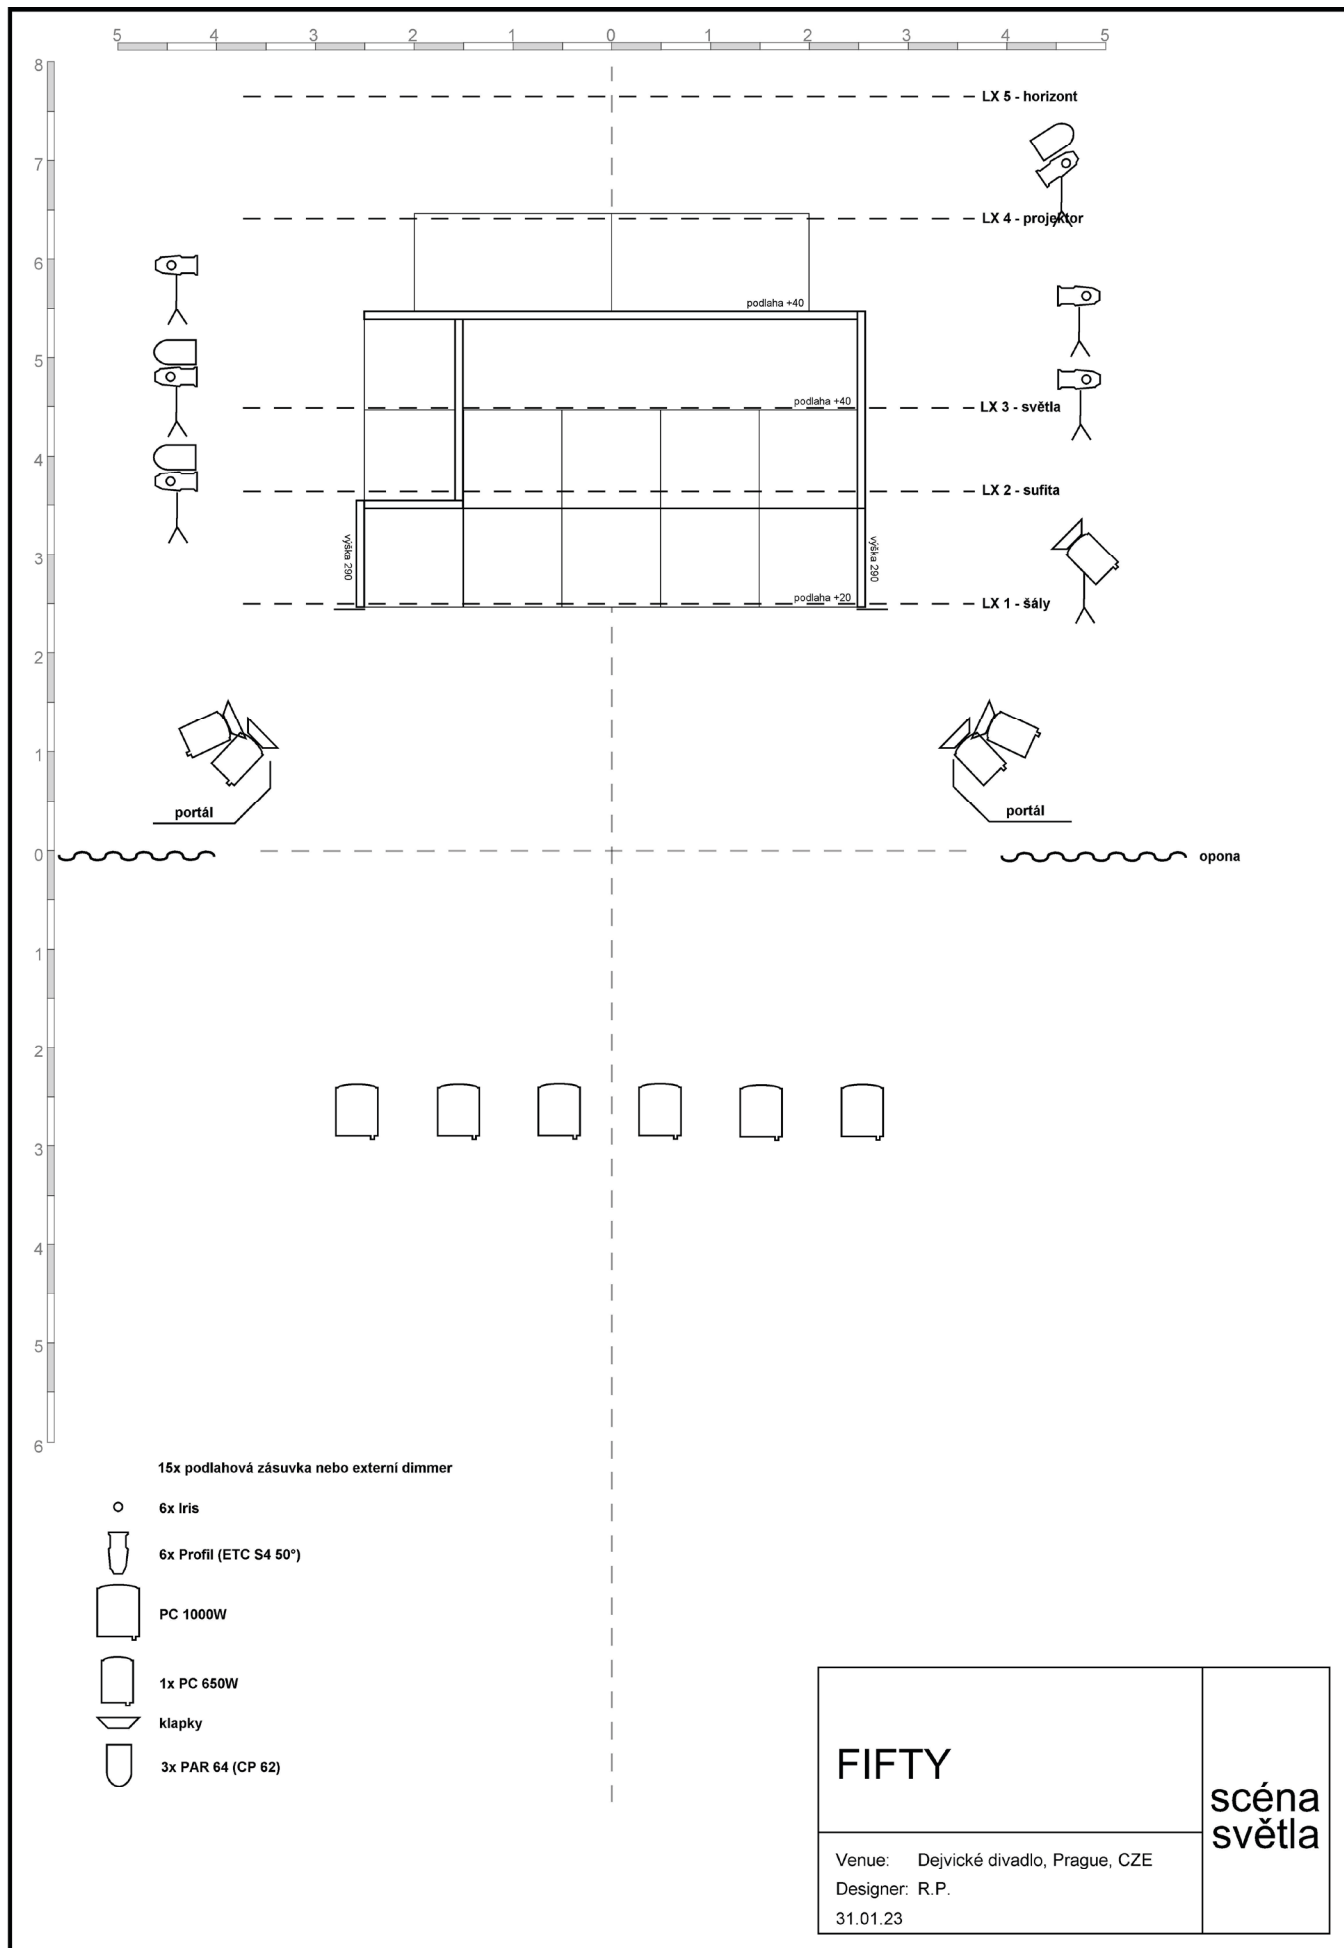 5 4 3 2 1 0 1 2 3 4 5
8
LX 5 - horizont
7
LX 4 - projektor
6
podlaha +40
5
podlaha +40
LX 3 - světla
4
LX 2 - sufita
výška 290
výška 290
3
podlaha +20
LX 1 - šály
2
1
portál
portál
0
opona
1
2
3
4
5
6
15x podlahová zásuvka nebo externí dimmer
6x Iris
6x Profil (ETC S4 50°)
PC 1000W
1x PC 650W
klapky
3x PAR 64 (CP 62)
FIFTY
scéna
světla
Venue: Dejvické divadlo, Prague, CZE
Designer: R.P.
31.01.23